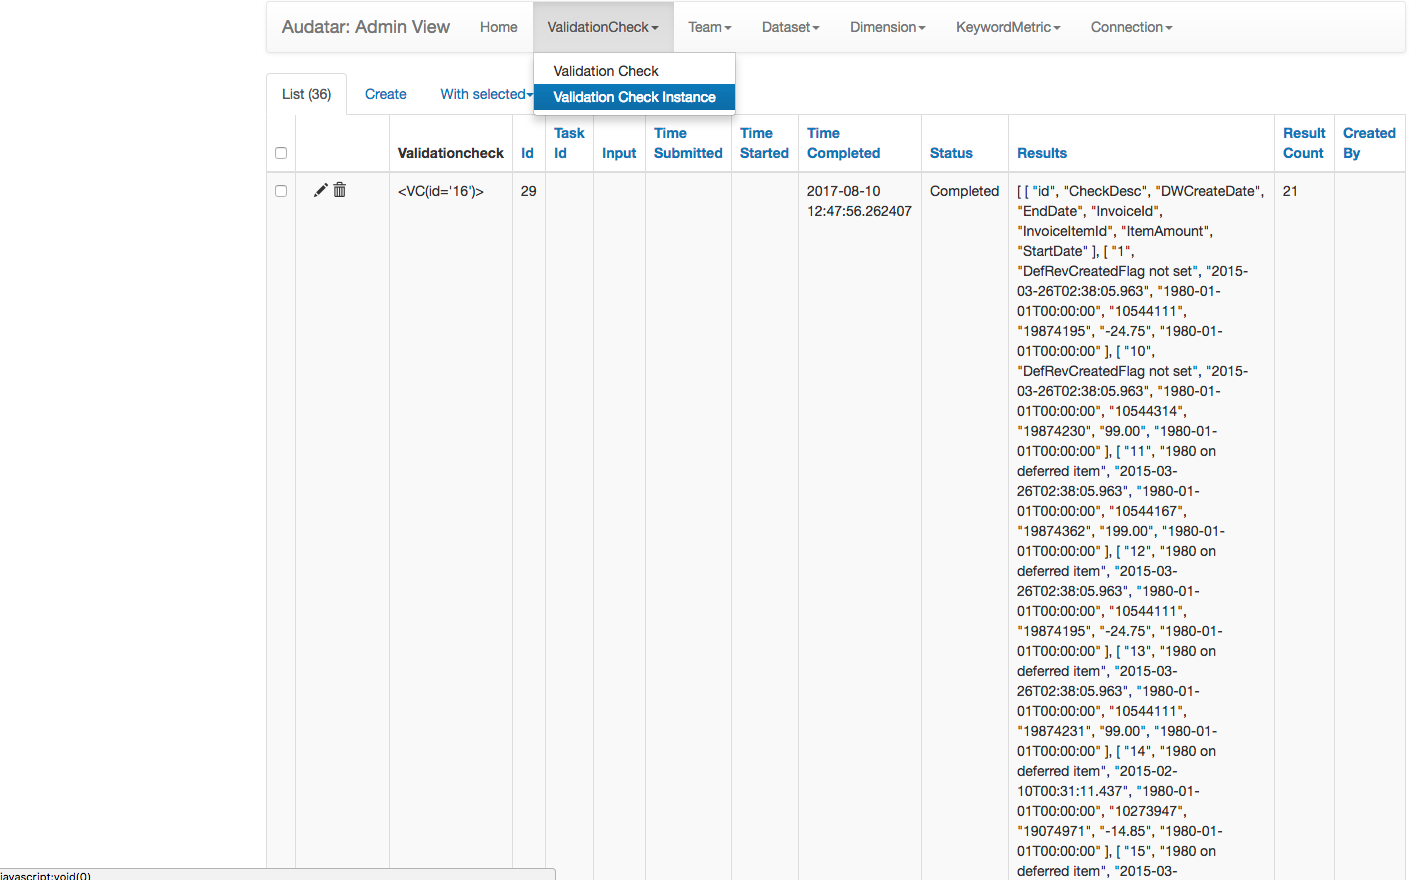 Audatar: Admin View Home ValidationCheck Team Dataset Dimension KeywordMetric Connection
Validation Check
Validation Check Instance
List (36) Create With selected
Validationcheck Id Task Id Input Time Submitted Time Started Time Completed Status Results Result Count Created By
<VC(id='16')> 29 2017-08-10 12:47:56.262407 Completed
[ [ "id", "CheckDesc", "DWCreateDate",
"EndDate", "InvoiceId",
"InvoiceItemId", "ItemAmount",
"StartDate" ], [ "1",
"DefRevCreatedFlag not set", "2015-
03-26T02:38:05.963", "1980-01-
01T00:00:00", "10544111",
"19874195", "-24.75", "1980-01-
01T00:00:00" ], [ "10",
"DefRevCreatedFlag not set", "2015-
03-26T02:38:05.963", "1980-01-
01T00:00:00", "10544314",
"19874230", "99.00", "1980-01-
01T00:00:00" ], [ "11", "1980 on
deferred item", "2015-03-
26T02:38:05.963", "1980-01-
01T00:00:00", "10544167",
"19874362", "199.00", "1980-01-
01T00:00:00" ], [ "12", "1980 on
deferred item", "2015-03-
26T02:38:05.963", "1980-01-
01T00:00:00", "10544111",
"19874195", "-24.75", "1980-01-
01T00:00:00" ], [ "13", "1980 on
deferred item", "2015-03-
26T02:38:05.963", "1980-01-
01T00:00:00", "10544111",
"19874231", "99.00", "1980-01-
01T00:00:00" ], [ "14", "1980 on
deferred item", "2015-02-
10T00:31:11.437", "1980-01-
01T00:00:00", "10273947",
"19074971", "-14.85", "1980-01-
01T00:00:00" ], [ "15", "1980 on
deferred item", "2015-03-
21
javascript:void(0)